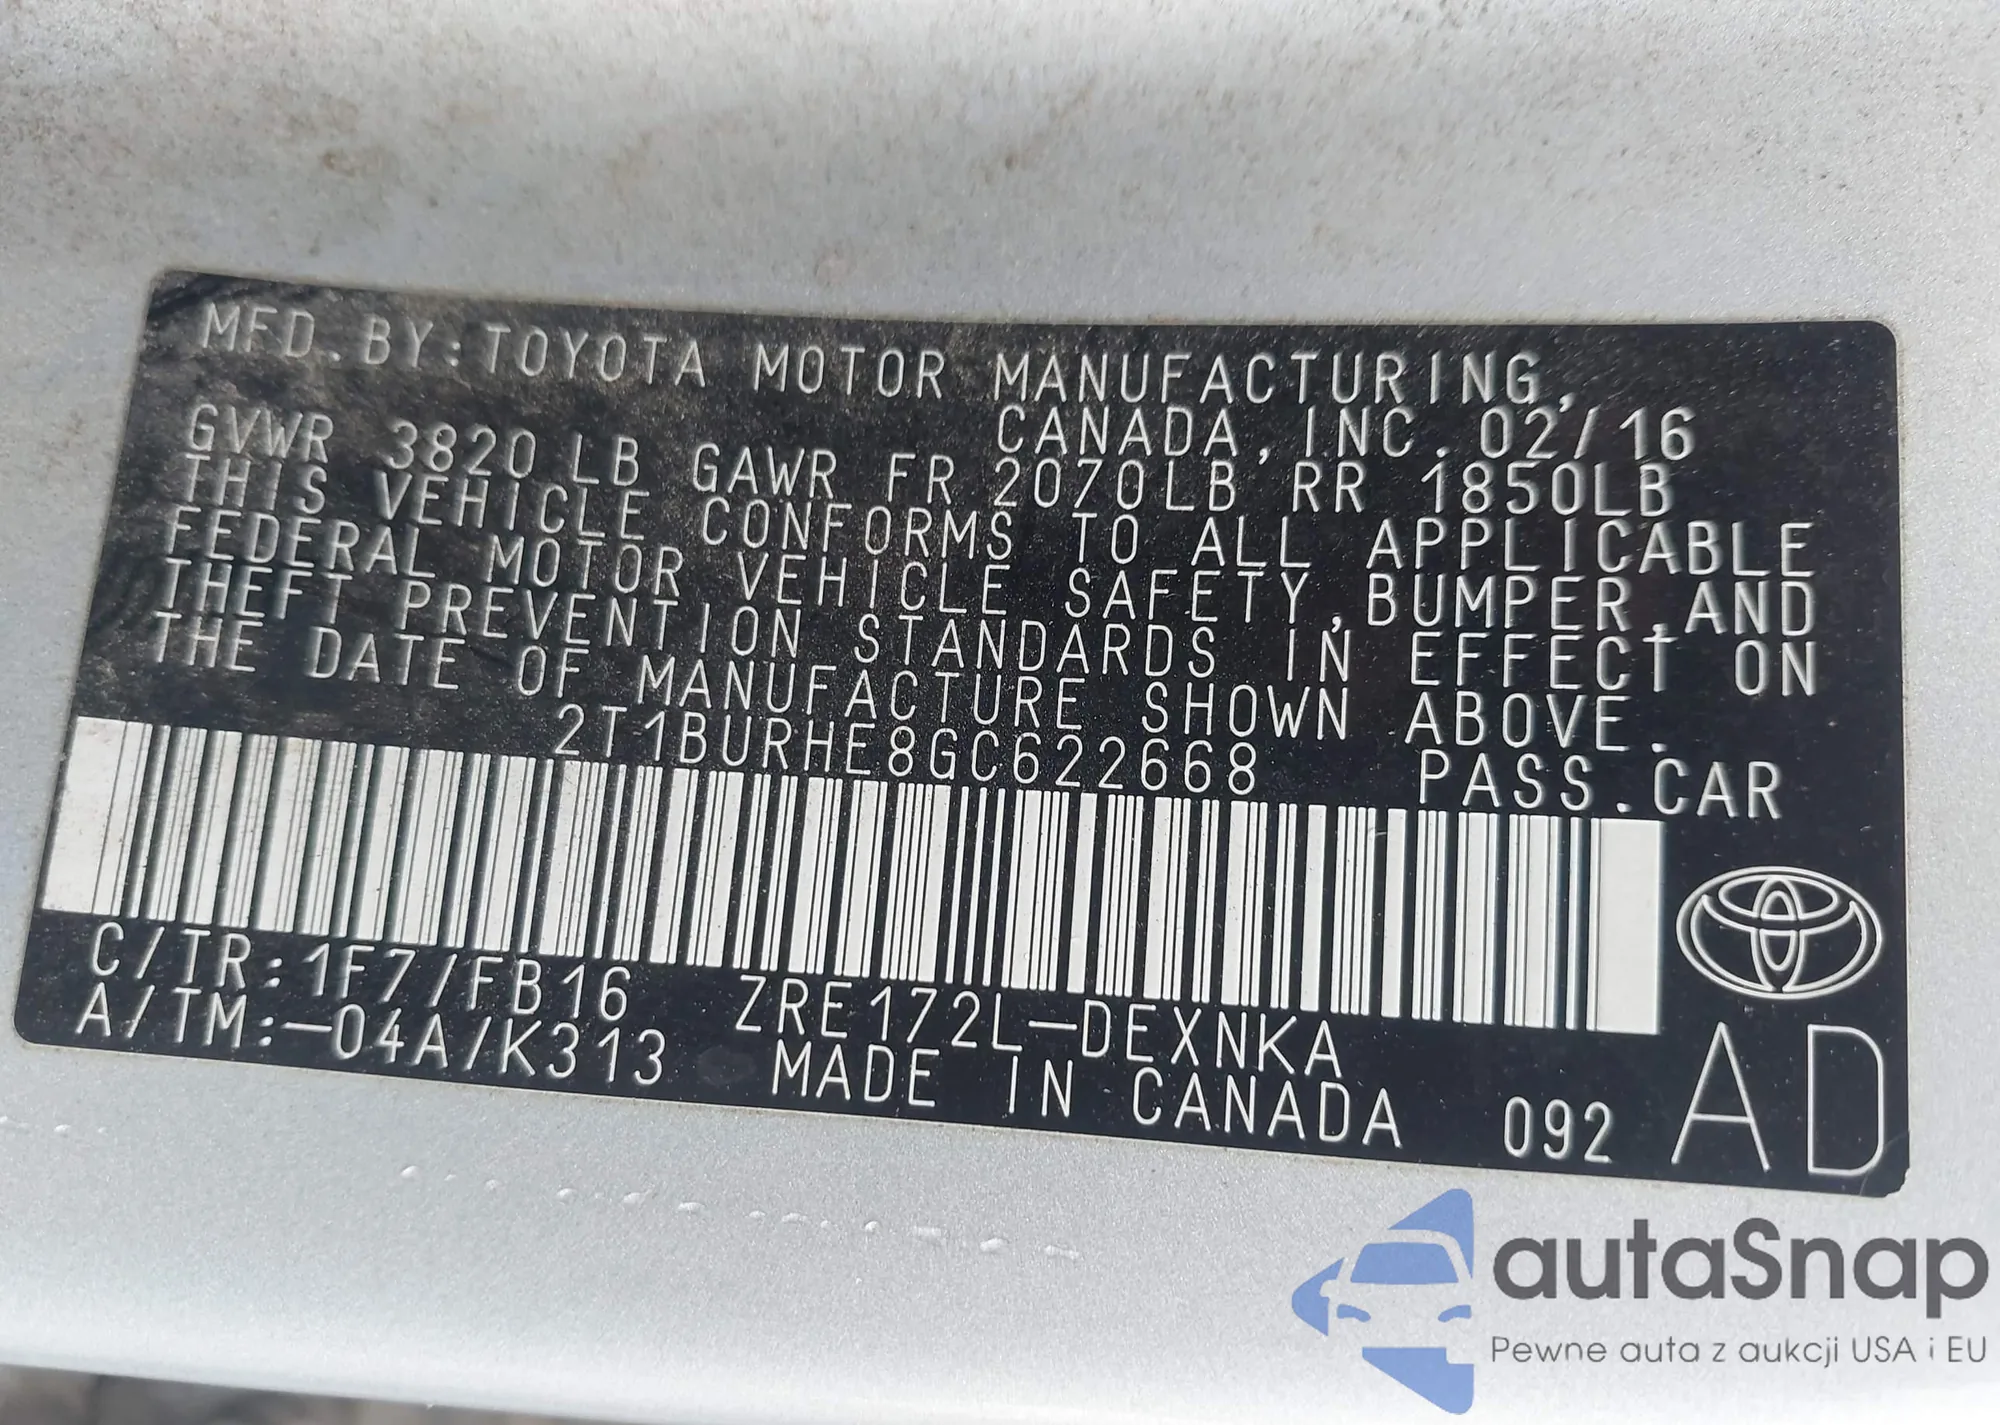 MFD.BY:TOYOTA MOTOR MANUFACTURING,
CANADA,INC.02/16
GVWR 3820LB GAWR FR 2070LB RR 1850LB
THIS VEHICLE CONFORMS TO ALL APPLICABLE
FEDERAL MOTOR VEHICLE SAFETY,BUMPER,AND
THEFT PREVENTION STANDARDS IN EFFECT ON
THE DATE OF MANUFACTURE SHOWN ABOVE.
2T1BURHE8GC622668 PASS.CAR
C/TR:1F7/FB16 ZRE172L-DEXNKA
A/TM:-04A/K313 MADE IN CANADA 092 AD
autaSnap
Pewne auta z aukcji USA i EU